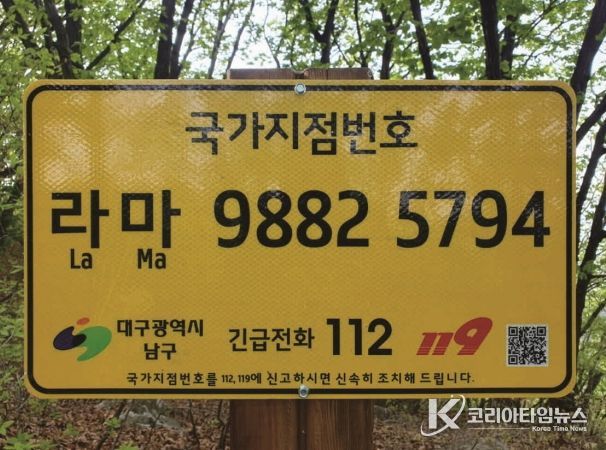 국가지점번호
라 마 9882 5794
La Ma
대구광역시 긴급전화 112 119
남구
국가지점번호를 112, 119에 신고하시면 신속히 조치해 드립니다.
K 코리아타임뉴스
Korea Time News